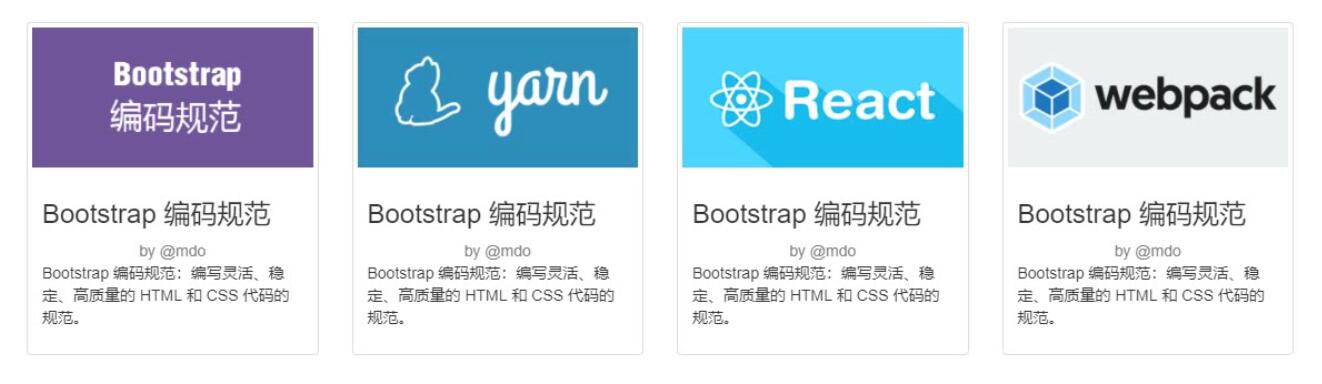 Bootstrap
编码规范
Bootstrap 编码规范
by @mdo
Bootstrap 编码规范：编写灵活、稳
定、高质量的 HTML 和 CSS 代码的
规范。
yarn
Bootstrap 编码规范
by @mdo
Bootstrap 编码规范：编写灵活、稳
定、高质量的 HTML 和 CSS 代码的
规范。
React
Bootstrap 编码规范
by @mdo
Bootstrap 编码规范：编写灵活、稳
定、高质量的 HTML 和 CSS 代码的
规范。
webpack
Bootstrap 编码规范
by @mdo
Bootstrap 编码规范：编写灵活、稳
定、高质量的 HTML 和 CSS 代码的
规范。